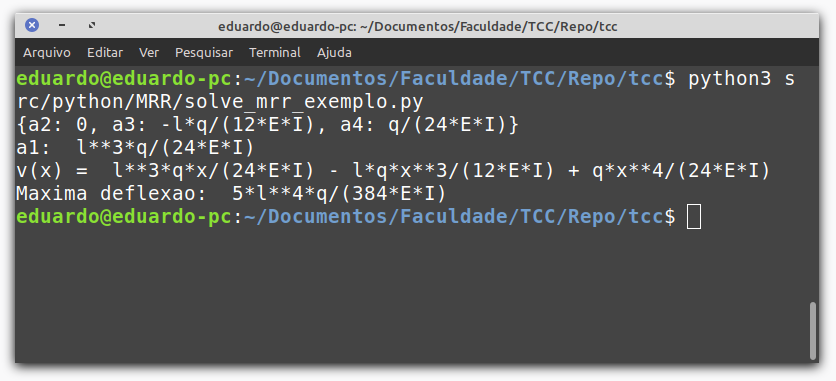 eduardo@eduardo-pc: ~/Documentos/Faculdade/TCC/Repo/tcc
Arquivo Editar Ver Pesquisar Terminal Ajuda
eduardo@eduardo-pc:~/Documentos/Faculdade/TCC/Repo/tcc$ python3 s
rc/python/MRR/solve_mrr_exemplo.py
{a2: 0, a3: -l*q/(12*E*I), a4: q/(24*E*I)}
a1:  l**3*q/(24*E*I)
v(x) =  l**3*q*x/(24*E*I) - l*q*x**3/(12*E*I) + q*x**4/(24*E*I)
Maxima deflexao:  5*l**4*q/(384*E*I)
eduardo@eduardo-pc:~/Documentos/Faculdade/TCC/Repo/tcc$